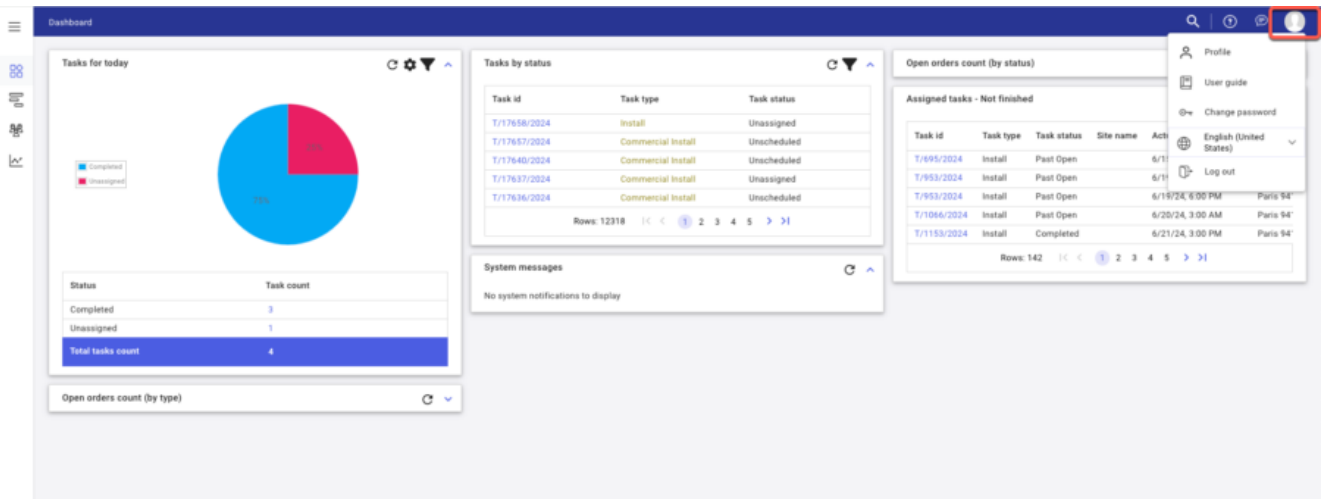 Dashboard
Tasks for today
Completed
Unassigned
75%
Status Task count
Completed 3
Unassigned 1
Total tasks count 4
Open orders count (by type)
Tasks by status
Task id Task type Task status
T/17658/2024 Install Unassigned
T/17657/2024 Commercial Install Unscheduled
T/17640/2024 Commercial Install Unscheduled
T/17637/2024 Commercial Install Unassigned
T/17636/2024 Commercial Install Unscheduled
Rows: 12318 1 2 3 4 5
System messages
No system notifications to display
Open orders count (by status)
Assigned tasks - Not finished
Task id Task type Task status Site name
T/695/2024 Install Past Open
T/953/2024 Install Past Open
T/953/2024 Install Past Open 6/19/24, 6:00 PM Paris 94
T/1066/2024 Install Past Open 6/20/24, 3:00 AM Paris 94
T/1153/2024 Install Completed 6/21/24, 3:00 PM Paris 94
Rows: 142 1 2 3 4 5
Profile
User guide
Change password
English (United
States)
Log out